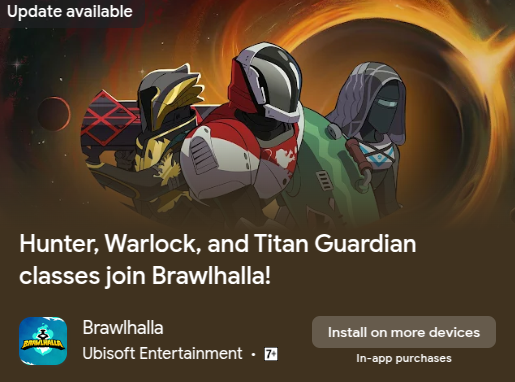 Update available
Hunter, Warlock, and Titan Guardian
classes join Brawlhalla!
BRAWLHALLA
Brawlhalla
Ubisoft Entertainment • 7+
Install on more devices
In-app purchases